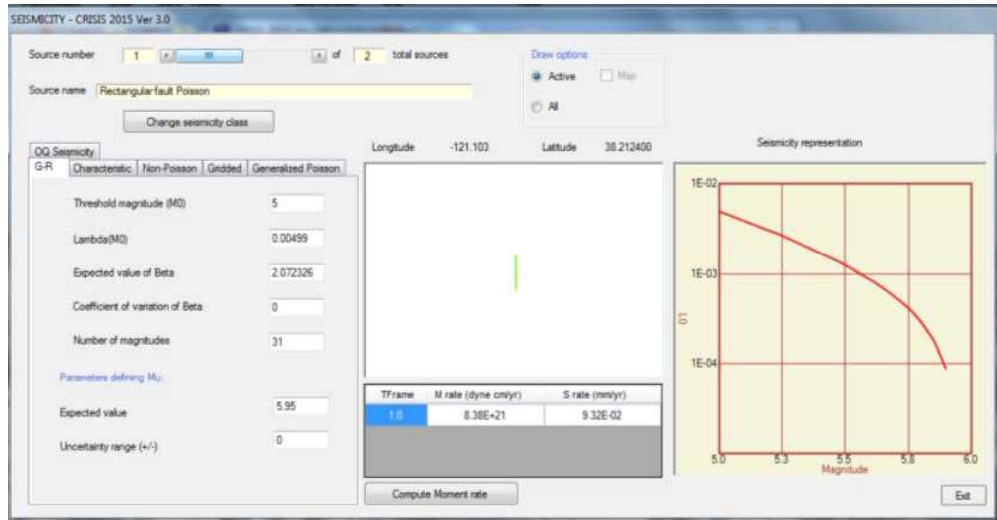 SEISMICITY - CRISIS 2015 Ver 3.0
Source number 1 of 2 total sources
Source name Rectangular fault Poisson
Change seismicity class
Draw options
Active Map
All
OQ Seismicity
G-R Characteristic Non-Poisson Gridded Generalized Poisson
Threshold magnitude (M0) 5
Lambda(M0) 0.00499
Expected value of Beta 2.072326
Coefficient of variation of Beta 0
Number of magnitudes 31
Parameters defining Mu:
Expected value 5.95
Uncertainty range (+/-) 0
Longitude -121.103 Latitude 38.212400
TFrame M rate (dyne cm/yr) S rate (mm/yr)
1.0 8.38E+21 9.32E-02
Compute Moment rate
Seismicity representation
1E-02
1E-03
1E-04
5.0 5.3 5.5 5.8 6.0
Magnitude
Exit